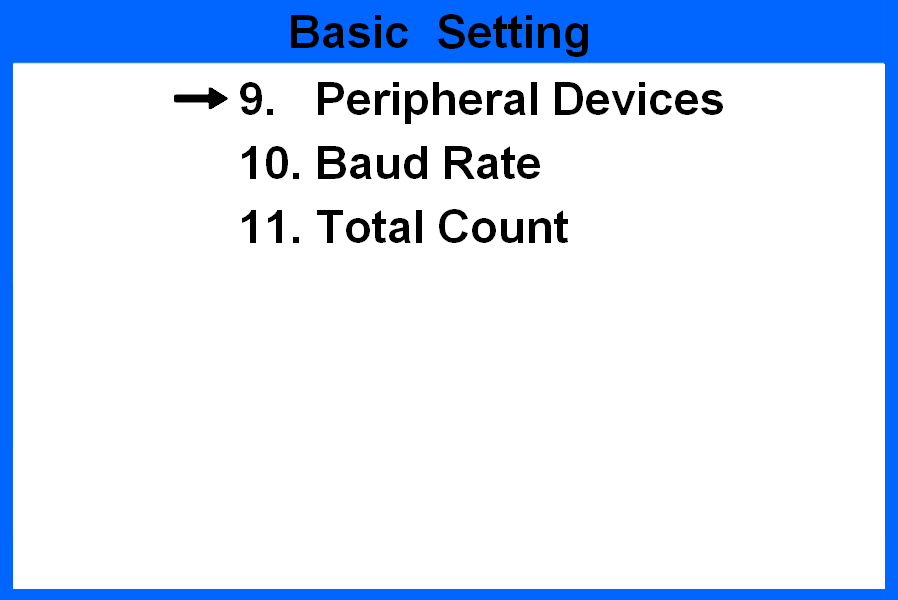 Basic Setting
9. Peripheral Devices
10. Baud Rate
11. Total Count